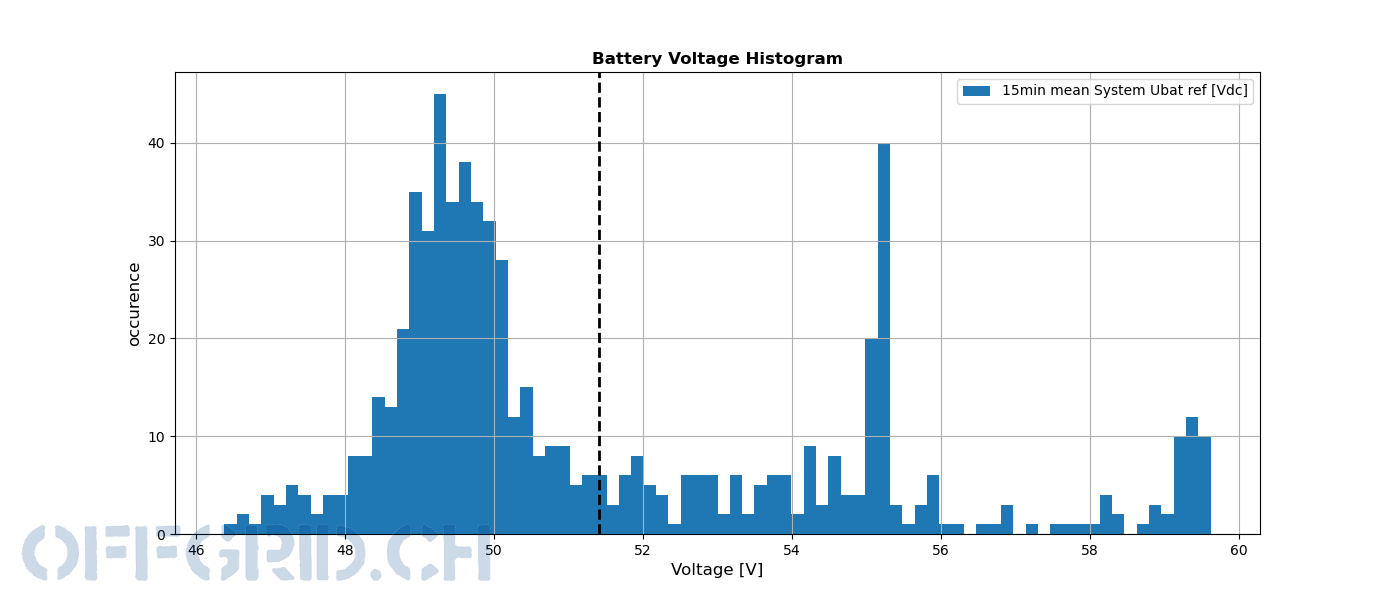 Battery Voltage Histogram
15min mean System Ubat ref [Vdc]
occurence
40
30
20
10
0
46 48 50 52 54 56 58 60
Voltage [V]
OFFGRID.CH